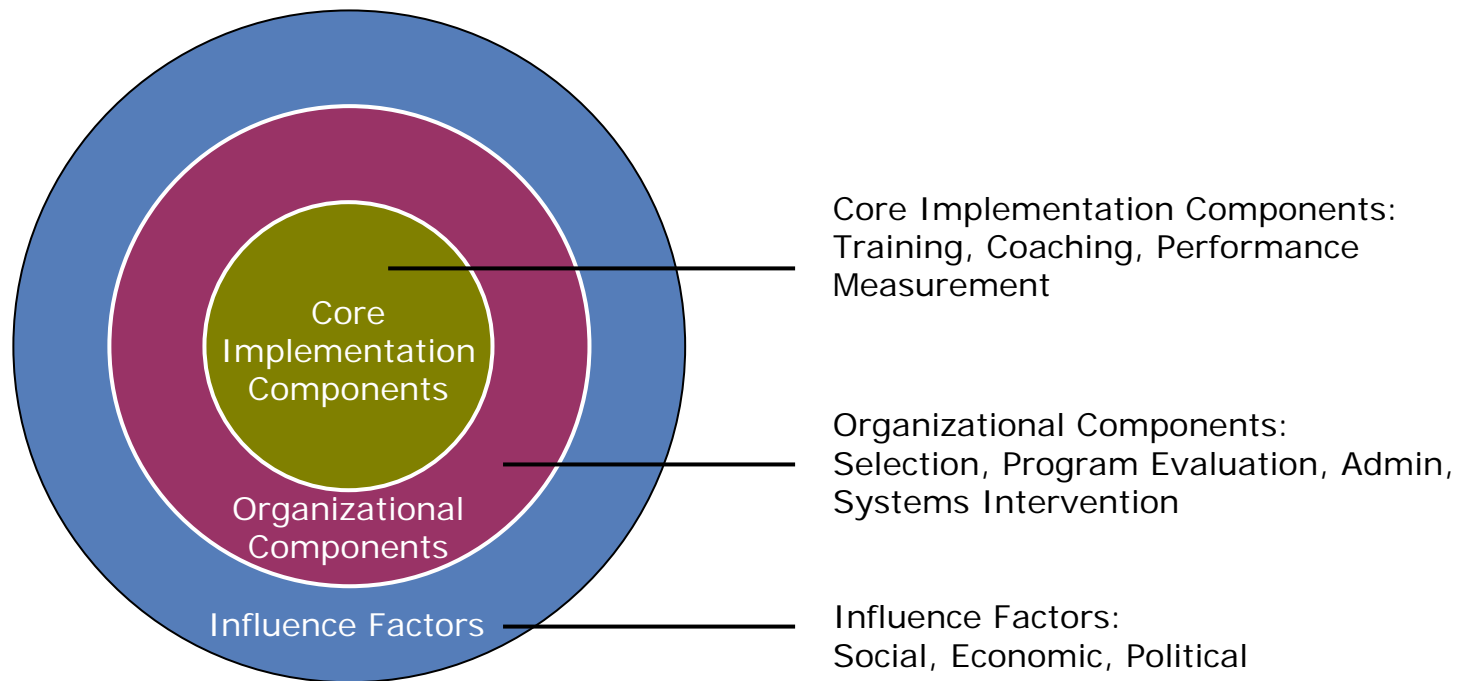 Core
Implementation
Components
Organizational
Components
Influence Factors
Core Implementation Components:
Training, Coaching, Performance
Measurement
Organizational Components:
Selection, Program Evaluation, Admin,
Systems Intervention
Influence Factors:
Social, Economic, Political